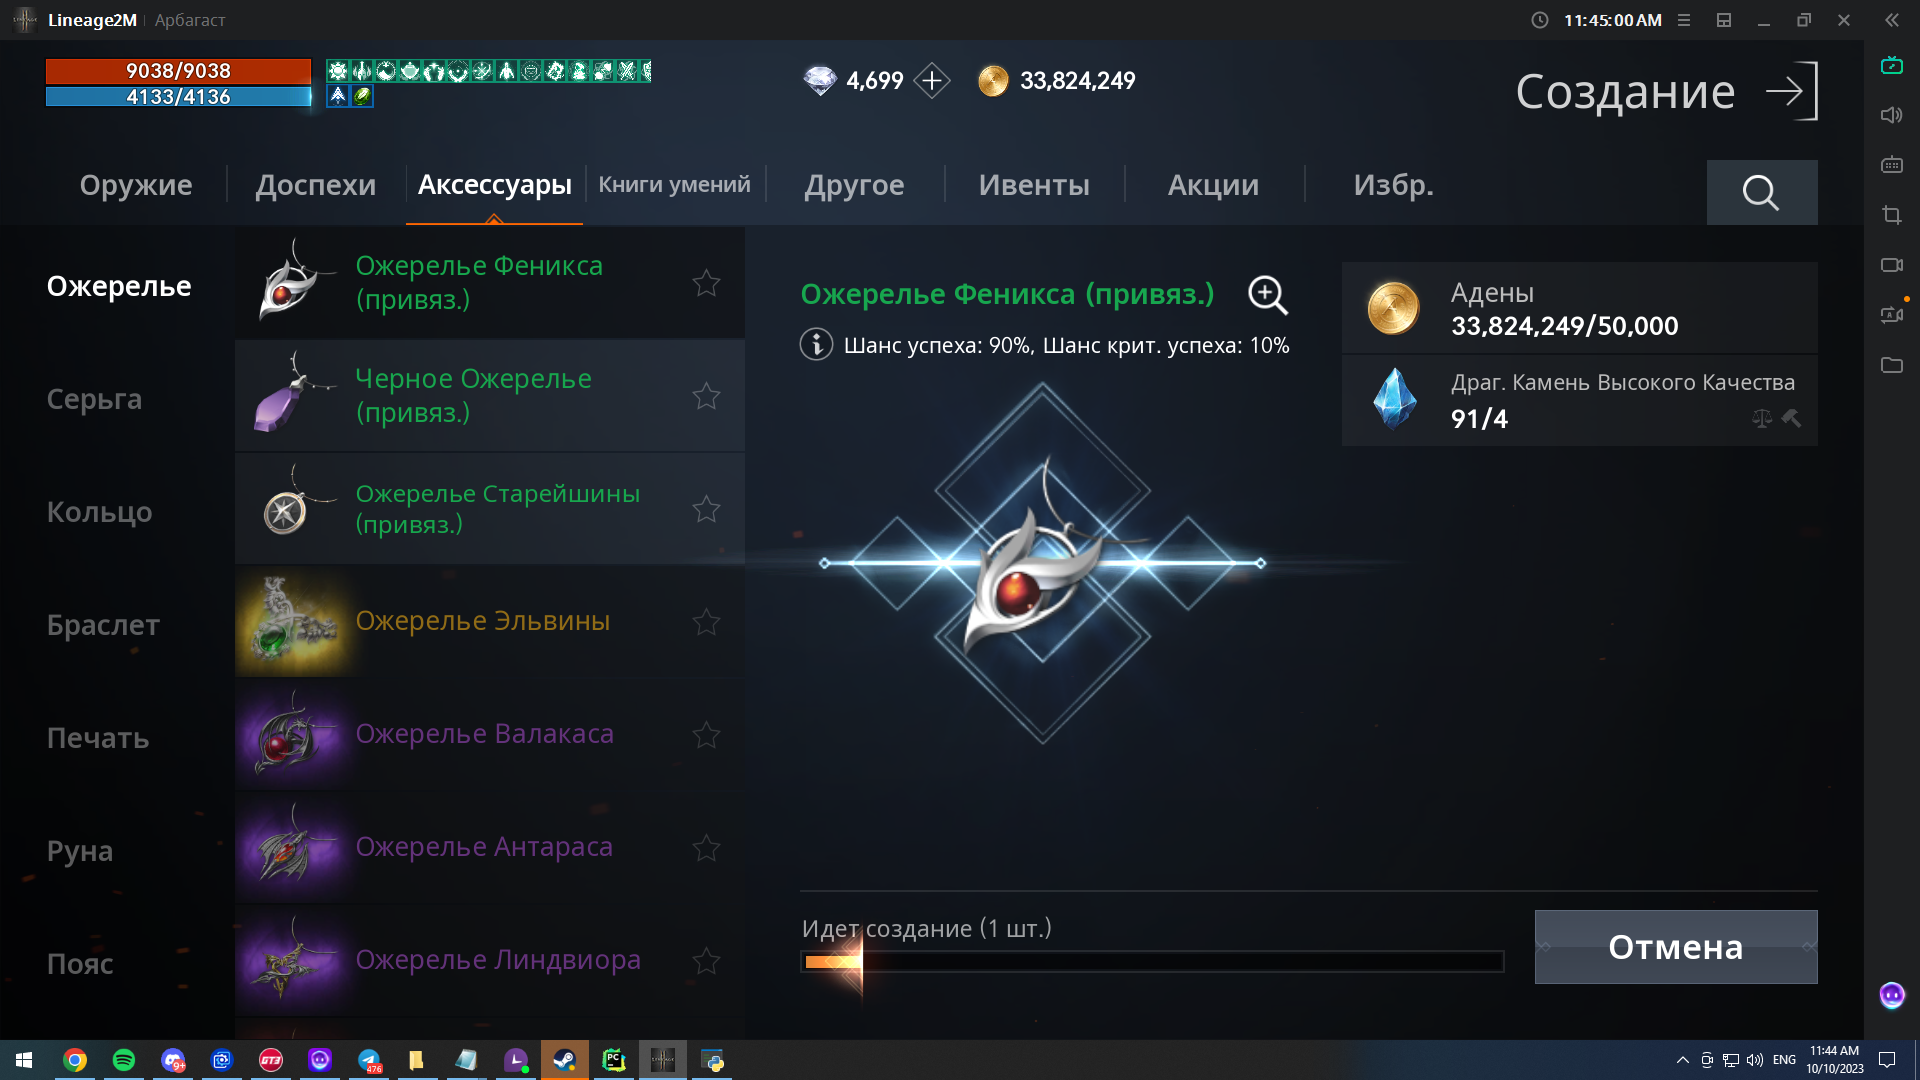 Lineage2M
Арбагаст
11:45:00 AM
9038/9038
4133/4136
4,699
33,824,249
Создание
Оружие
Доспехи
Аксессуары
Книги умений
Другое
Ивенты
Акции
Избр.
Ожерелье
Серьга
Кольцо
Браслет
Печать
Руна
Пояс
Ожерелье Феникса
(привяз.)
Черное Ожерелье
(привяз.)
Ожерелье Старейшины
(привяз.)
Ожерелье Эльвины
Ожерелье Валакаса
Ожерелье Антараса
Ожерелье Линдвиора
Ожерелье Феникса (привяз.)
Шанс успеха: 90%, Шанс крит. успеха: 10%
Адены
33,824,249/50,000
Драг. Камень Высокого Качества
91/4
Идет создание (1 шт.)
Отмена
9+
GT3
476
PC
ENG
11:44 AM
10/10/2023